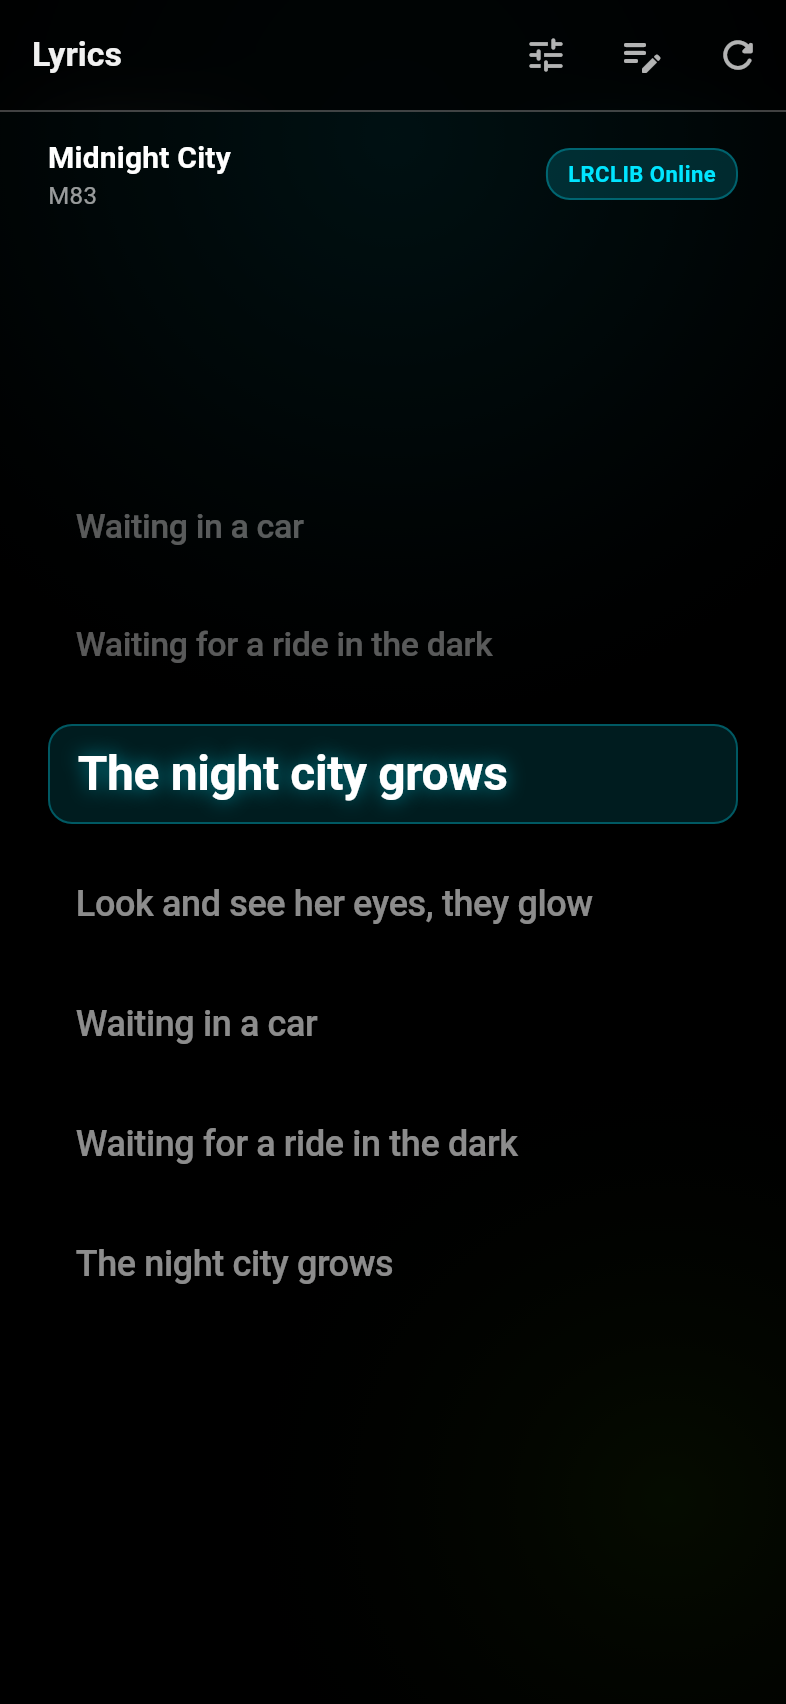 Lyrics
Midnight City
M83
LRCLIB Online
Waiting in a car
Waiting for a ride in the dark
The night city grows
Look and see her eyes, they glow
Waiting in a car
Waiting for a ride in the dark
The night city grows